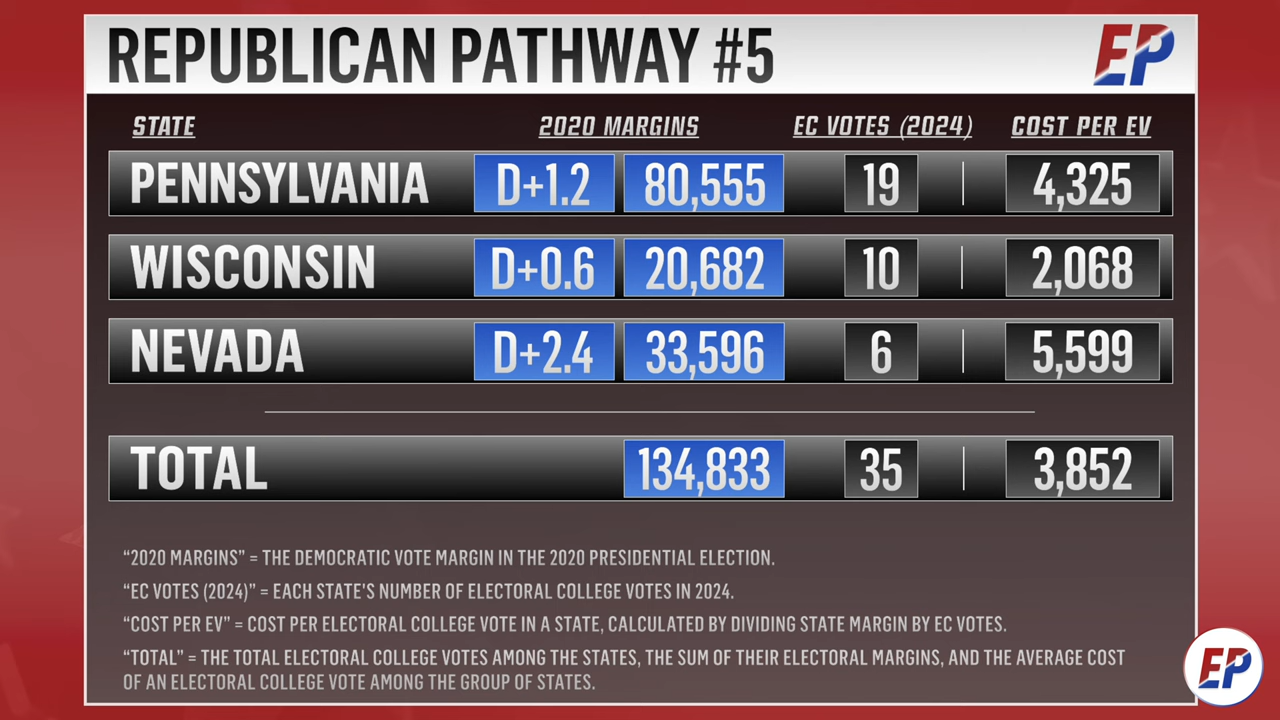 REPUBLICAN PATHWAY #5
EP
STATE 2020 MARGINS EC VOTES (2024) COST PER EV
PENNSYLVANIA D+1.2 80,555 19 4,325
WISCONSIN D+0.6 20,682 10 2,068
NEVADA D+2.4 33,596 6 5,599
TOTAL 134,833 35 3,852
“2020 MARGINS” = THE DEMOCRATIC VOTE MARGIN IN THE 2020 PRESIDENTIAL ELECTION.
“EC VOTES (2024)” = EACH STATE'S NUMBER OF ELECTORAL COLLEGE VOTES IN 2024.
“COST PER EV” = COST PER ELECTORAL COLLEGE VOTE IN A STATE, CALCULATED BY DIVIDING STATE MARGIN BY EC VOTES.
“TOTAL” = THE TOTAL ELECTORAL COLLEGE VOTES AMONG THE STATES, THE SUM OF THEIR ELECTORAL MARGINS, AND THE AVERAGE COST
OF AN ELECTORAL COLLEGE VOTE AMONG THE GROUP OF STATES.
EP